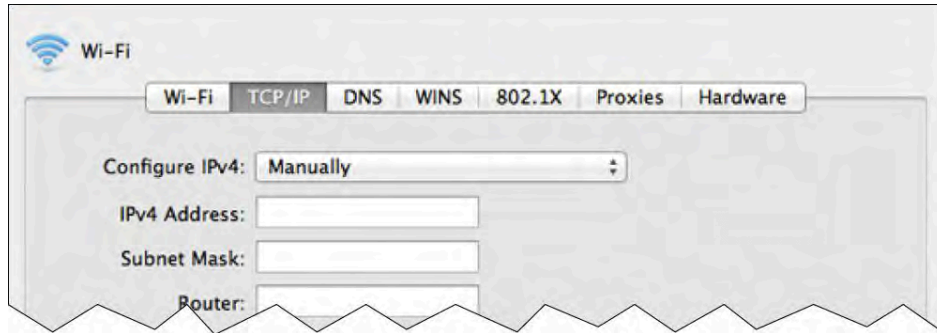 Wi-Fi
Wi-Fi TCP/IP DNS WINS 802.1X Proxies Hardware
Configure IPv4: Manually
IPv4 Address:
Subnet Mask:
Router: